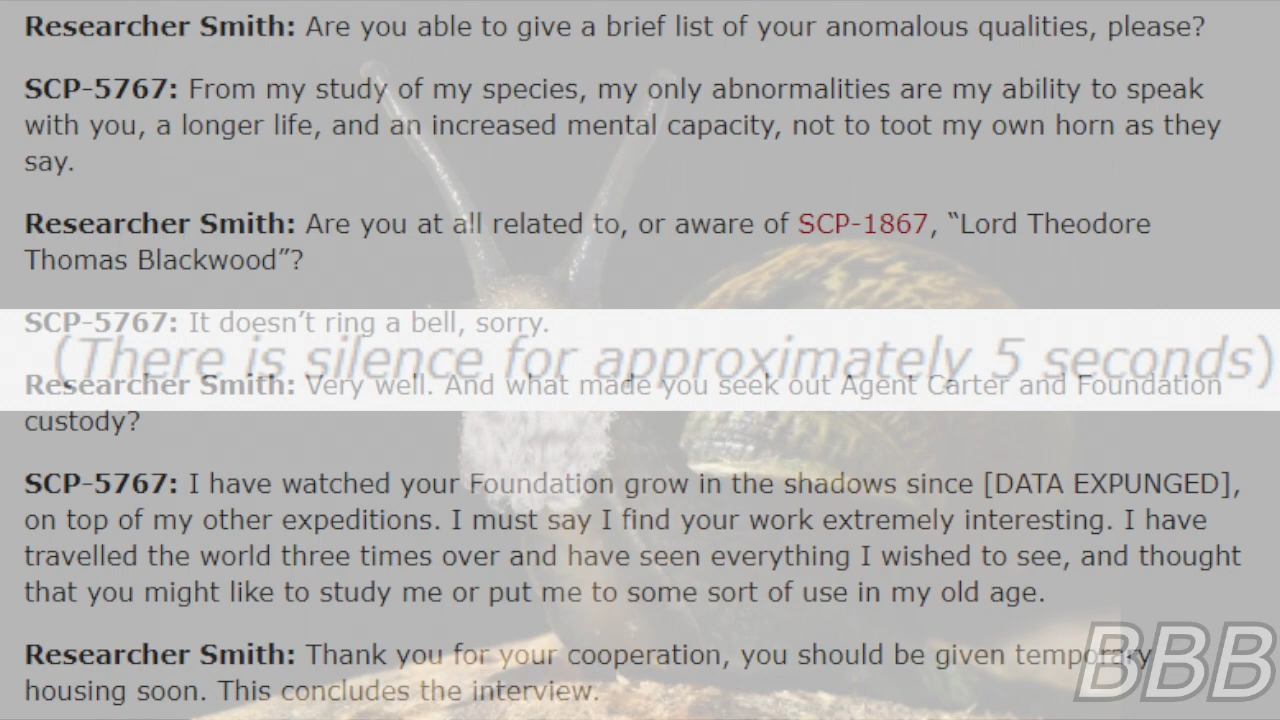 Researcher Smith: Are you able to give a brief list of your anomalous qualities, please?
SCP-5767: From my study of my species, my only abnormalities are my ability to speak
with you, a longer life, and an increased mental capacity, not to toot my own horn as they
say.
Researcher Smith: Are you at all related to, or aware of SCP-1867, “Lord Theodore
Thomas Blackwood”?
SCP-5767: It doesn’t ring a bell, sorry.
(There is silence for approximately 5 seconds)
Researcher Smith: Very well. And what made you seek out Agent Carter and Foundation
custody?
SCP-5767: I have watched your Foundation grow in the shadows since [DATA EXPUNGED],
on top of my other expeditions. I must say I find your work extremely interesting. I have
travelled the world three times over and have seen everything I wished to see, and thought
that you might like to study me or put me to some sort of use in my old age.
Researcher Smith: Thank you for your cooperation, you should be given temporary
housing soon. This concludes the interview.
BBB